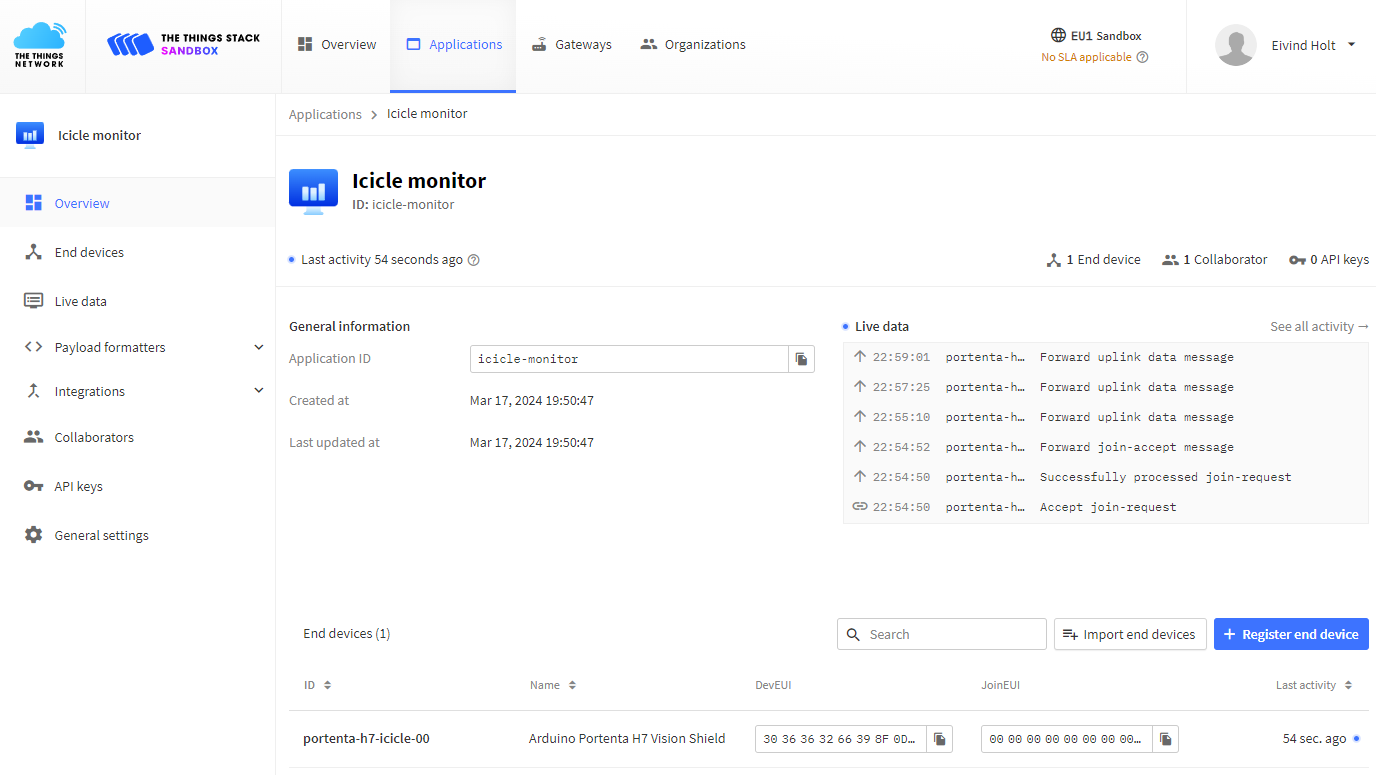 THE THINGS
NETWORK
THE THINGS STACK
SANDBOX
Overview
Applications
Gateways
Organizations
EU1 Sandbox
No SLA applicable
Eivind Holt
Icicle monitor
Overview
End devices
Live data
Payload formatters
Integrations
Collaborators
API keys
General settings
Applications > Icicle monitor
Icicle monitor
ID: icicle-monitor
Last activity 54 seconds ago
1 End device
1 Collaborator
0 API keys
General information
Application ID
icicle-monitor
Created at
Mar 17, 2024 19:50:47
Last updated at
Mar 17, 2024 19:50:47
Live data
See all activity →
22:59:01 portenta-h… Forward uplink data message
22:57:25 portenta-h… Forward uplink data message
22:55:10 portenta-h… Forward uplink data message
22:54:52 portenta-h… Forward join-accept message
22:54:50 portenta-h… Successfully processed join-request
22:54:50 portenta-h… Accept join-request
End devices (1)
Search
Import end devices
+ Register end device
ID Name DevEUI JoinEUI Last activity
portenta-h7-icicle-00 Arduino Portenta H7 Vision Shield 30 36 36 32 66 39 8F 0D… 00 00 00 00 00 00 00 00… 54 sec. ago